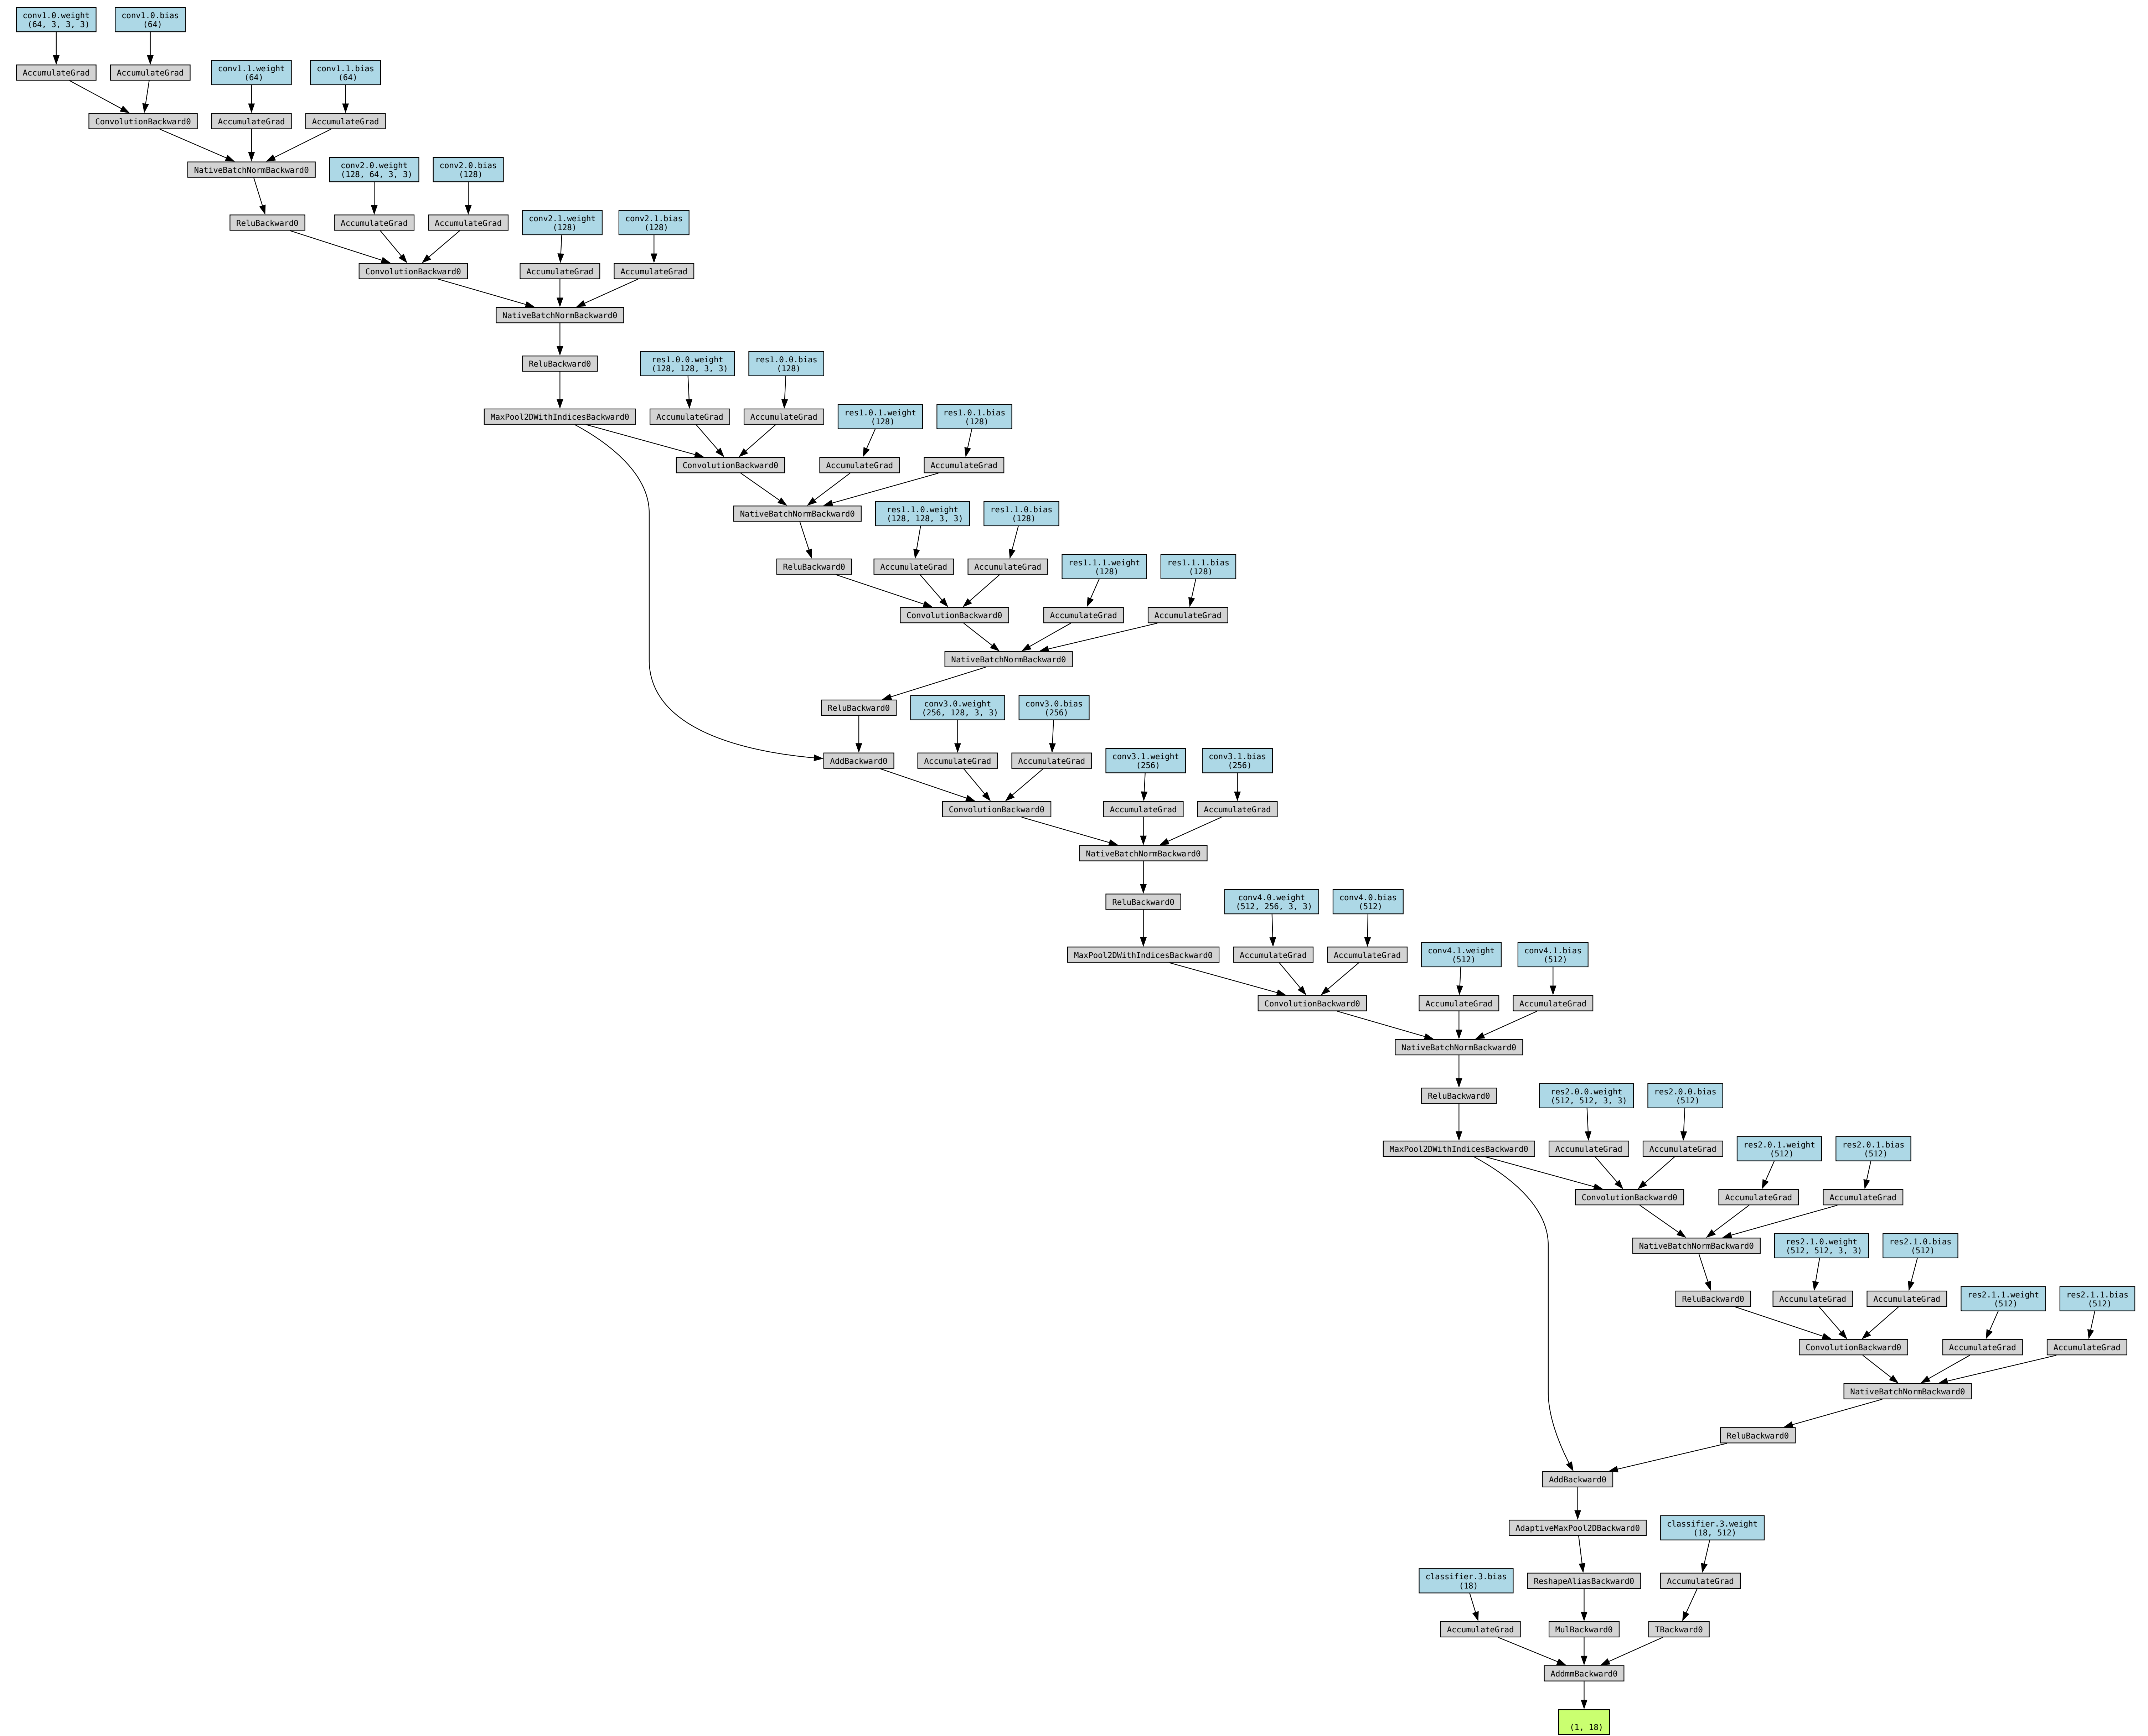 conv1.0.weight
(64, 3, 3, 3)
conv1.0.bias
(64)
AccumulateGrad
AccumulateGrad
conv1.1.weight
(64)
conv1.1.bias
(64)
ConvolutionBackward0
AccumulateGrad
AccumulateGrad
NativeBatchNormBackward0
conv2.0.weight
(128, 64, 3, 3)
conv2.0.bias
(128)
ReluBackward0
AccumulateGrad
AccumulateGrad
conv2.1.weight
(128)
conv2.1.bias
(128)
ConvolutionBackward0
AccumulateGrad
AccumulateGrad
NativeBatchNormBackward0
ReluBackward0
res1.0.0.weight
(128, 128, 3, 3)
res1.0.0.bias
(128)
MaxPool2DWithIndicesBackward0
AccumulateGrad
AccumulateGrad
res1.0.1.weight
(128)
res1.0.1.bias
(128)
ConvolutionBackward0
AccumulateGrad
AccumulateGrad
NativeBatchNormBackward0
res1.1.0.weight
(128, 128, 3, 3)
res1.1.0.bias
(128)
ReluBackward0
AccumulateGrad
AccumulateGrad
res1.1.1.weight
(128)
res1.1.1.bias
(128)
ConvolutionBackward0
AccumulateGrad
AccumulateGrad
NativeBatchNormBackward0
ReluBackward0
conv3.0.weight
(256, 128, 3, 3)
conv3.0.bias
(256)
AddBackward0
AccumulateGrad
AccumulateGrad
conv3.1.weight
(256)
conv3.1.bias
(256)
ConvolutionBackward0
AccumulateGrad
AccumulateGrad
NativeBatchNormBackward0
ReluBackward0
conv4.0.weight
(512, 256, 3, 3)
conv4.0.bias
(512)
MaxPool2DWithIndicesBackward0
AccumulateGrad
AccumulateGrad
conv4.1.weight
(512)
conv4.1.bias
(512)
ConvolutionBackward0
AccumulateGrad
AccumulateGrad
NativeBatchNormBackward0
ReluBackward0
res2.0.0.weight
(512, 512, 3, 3)
res2.0.0.bias
(512)
MaxPool2DWithIndicesBackward0
AccumulateGrad
AccumulateGrad
res2.0.1.weight
(512)
res2.0.1.bias
(512)
ConvolutionBackward0
AccumulateGrad
AccumulateGrad
NativeBatchNormBackward0
res2.1.0.weight
(512, 512, 3, 3)
res2.1.0.bias
(512)
ReluBackward0
AccumulateGrad
AccumulateGrad
res2.1.1.weight
(512)
res2.1.1.bias
(512)
ConvolutionBackward0
AccumulateGrad
AccumulateGrad
NativeBatchNormBackward0
ReluBackward0
AddBackward0
AdaptiveMaxPool2DBackward0
classifier.3.weight
(18, 512)
classifier.3.bias
(18)
ReshapeAliasBackward0
AccumulateGrad
AccumulateGrad
MulBackward0
TBackward0
AddmmBackward0
(1, 18)